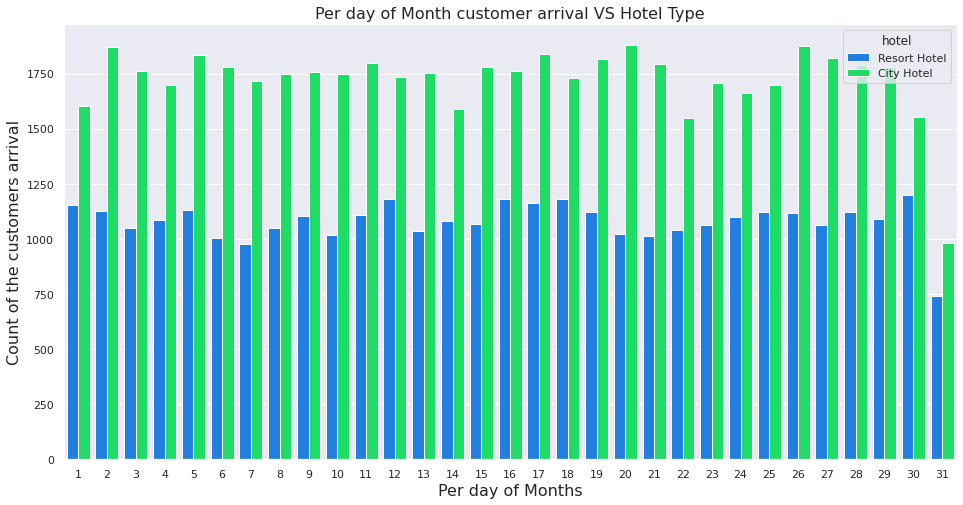 Per day of Month customer arrival VS Hotel Type
hotel
Resort Hotel
City Hotel
Count of the customers arrival
1750
1500
1250
1000
750
500
250
0
1 2 3 4 5 6 7 8 9 10 11 12 13 14 15 16 17 18 19 20 21 22 23 24 25 26 27 28 29 30 31
Per day of Months